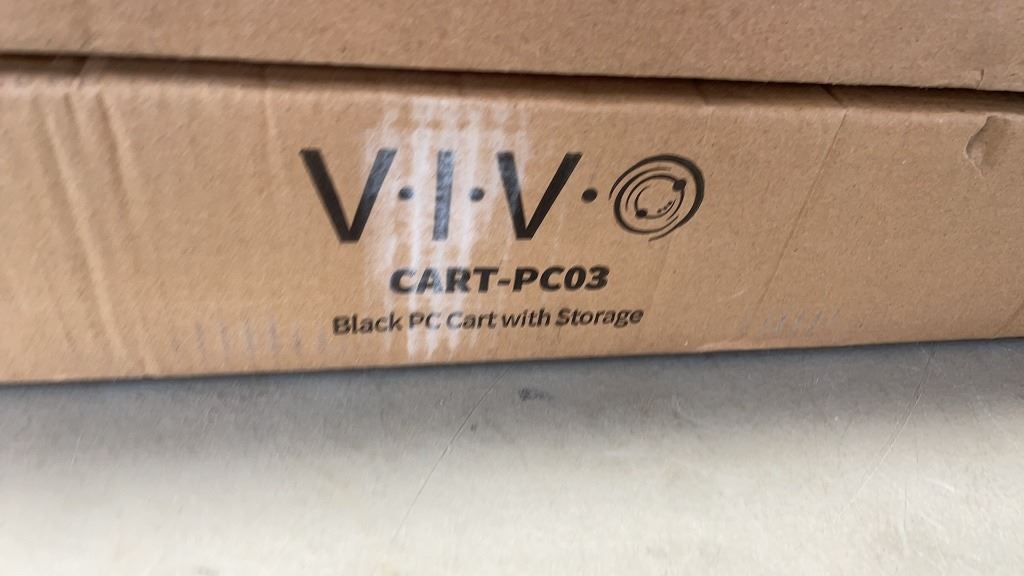 V·I·V·O
CART-PC03
Black PC Cart with Storage